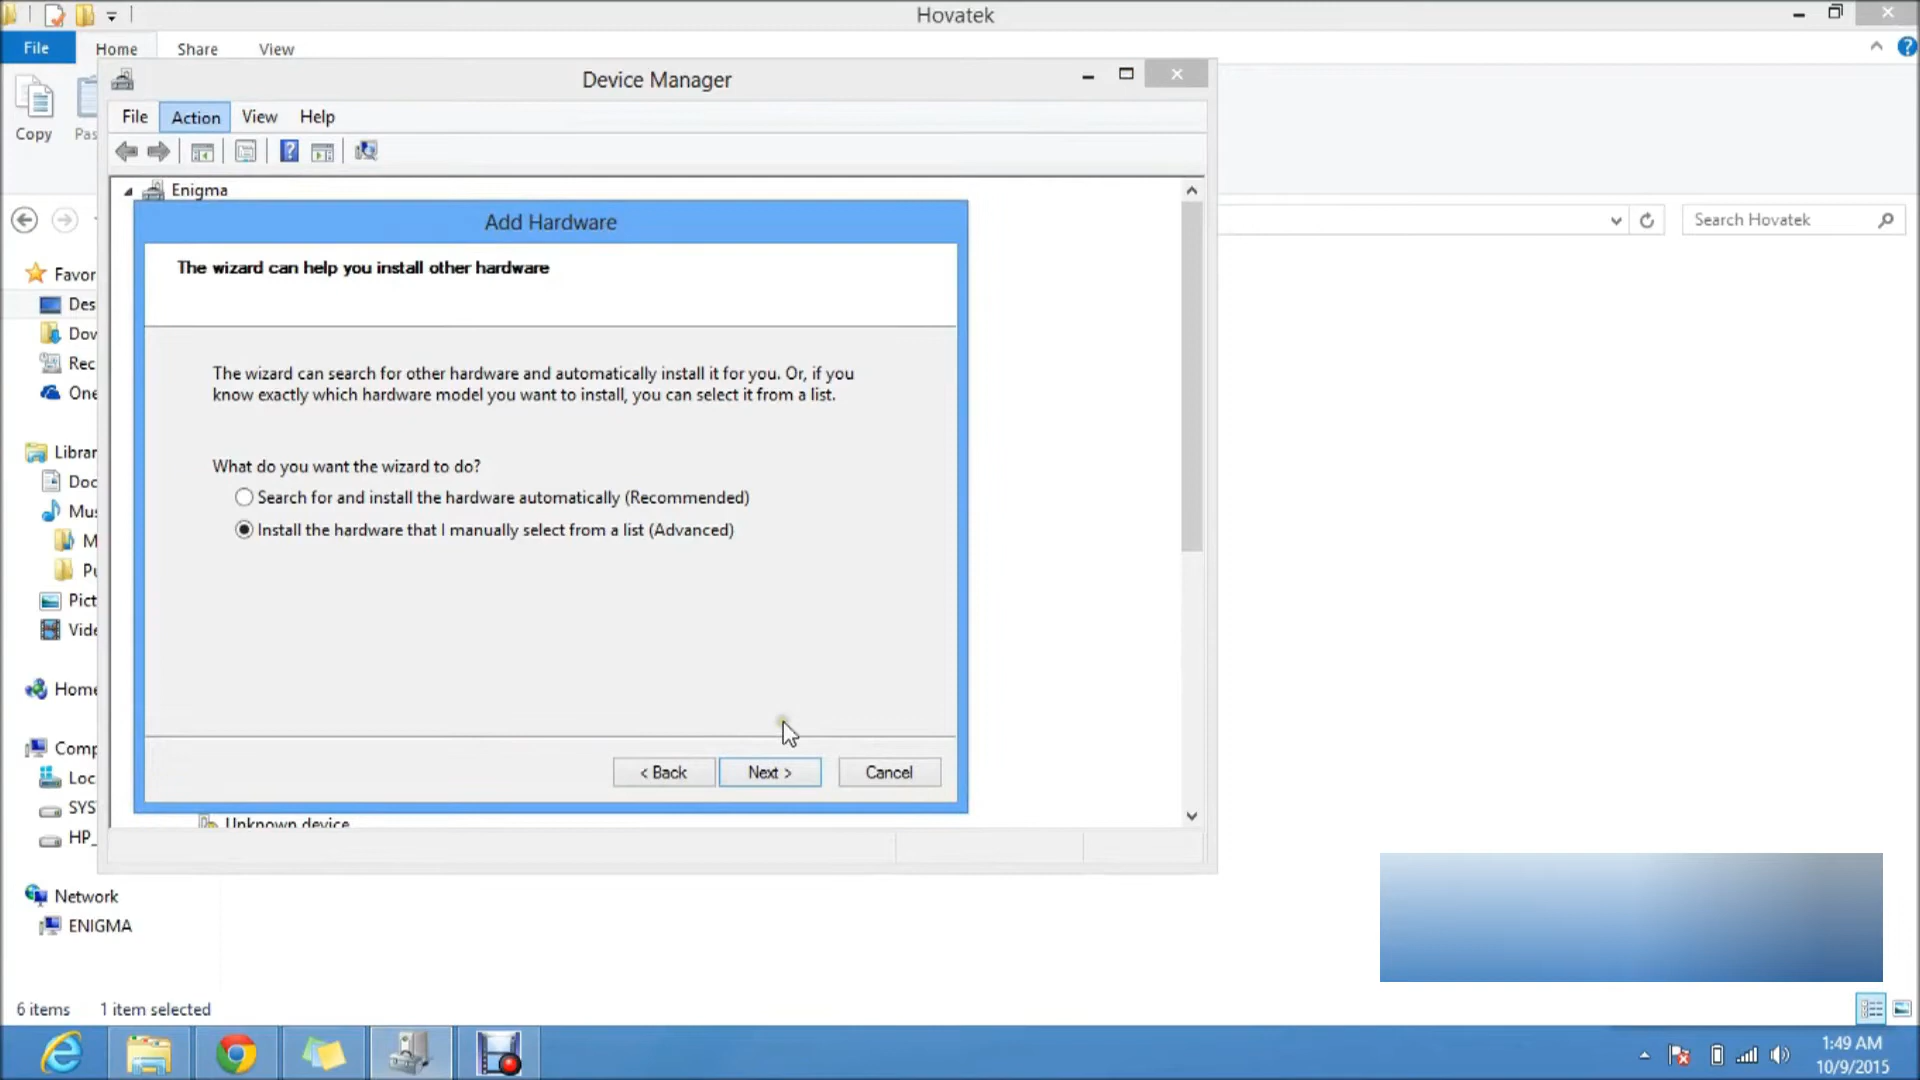 Hovatek
File
Home
Share
View
Copy
Device Manager
File
Action
View
Help
Enigma
Search Hovatek
Add Hardware
The wizard can help you install other hardware
The wizard can search for other hardware and automatically install it for you. Or, if you
know exactly which hardware model you want to install, you can select it from a list.
What do you want the wizard to do?
Search for and install the hardware automatically (Recommended)
Install the hardware that I manually select from a list (Advanced)
< Back
Next >
Cancel
Unknown device
Favor
Des
Dov
Rec
One
Librar
Doc
Mus
M
Pu
Pict
Vide
Home
Comp
Loc
SYS
HP_
Network
ENIGMA
6 items
1 item selected
1:49 AM
10/9/2015